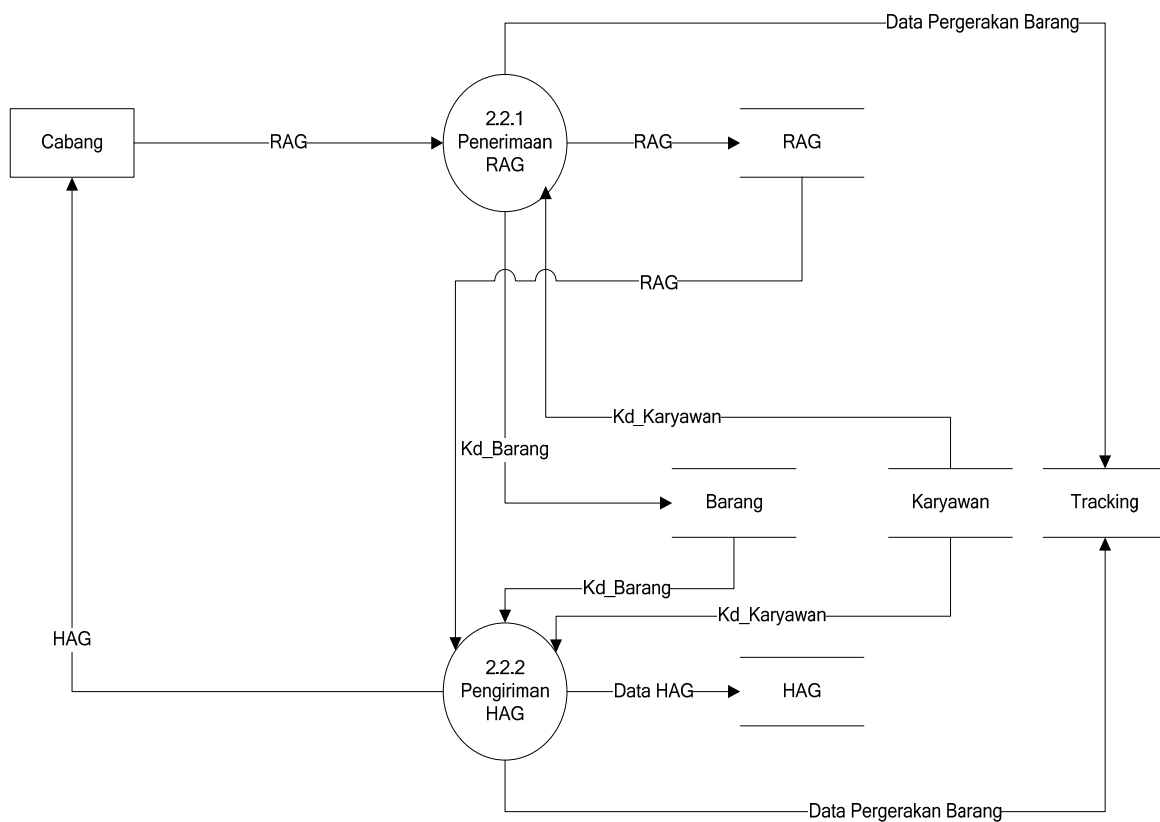 Data Pergerakan Barang
Cabang
RAG
2.2.1
Penerimaan
RAG
RAG
RAG
RAG
Kd_Karyawan
Kd_Barang
Barang
Karyawan
Tracking
Kd_Barang
Kd_Karyawan
HAG
2.2.2
Pengiriman
HAG
Data HAG
HAG
Data Pergerakan Barang